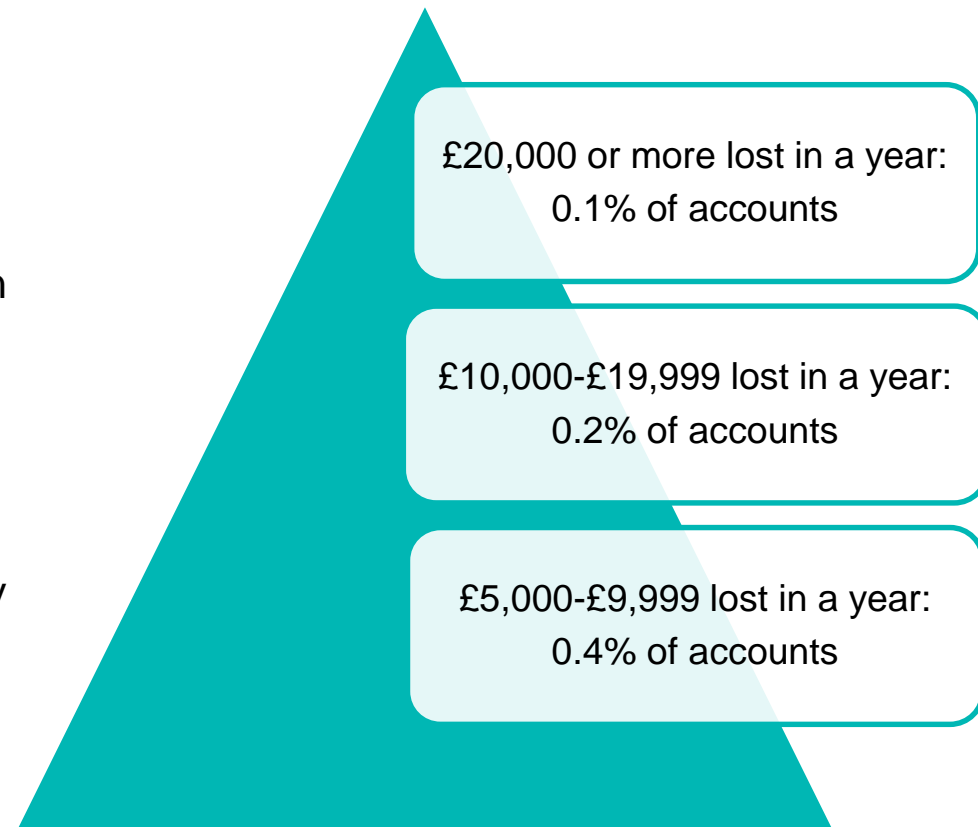 £20,000 or more lost in a year:
0.1% of accounts
£10,000-£19,999 lost in a year:
0.2% of accounts
£5,000-£9,999 lost in a year:
0.4% of accounts